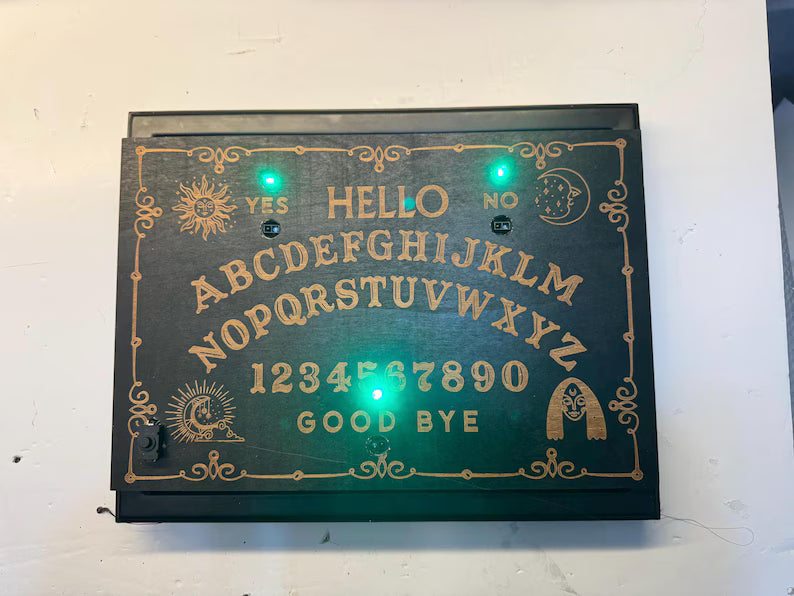 YES HELLO NO
ABCDEFGHIJKLM
NOPQRSTUVWXYZ
1234567890
GOOD BYE